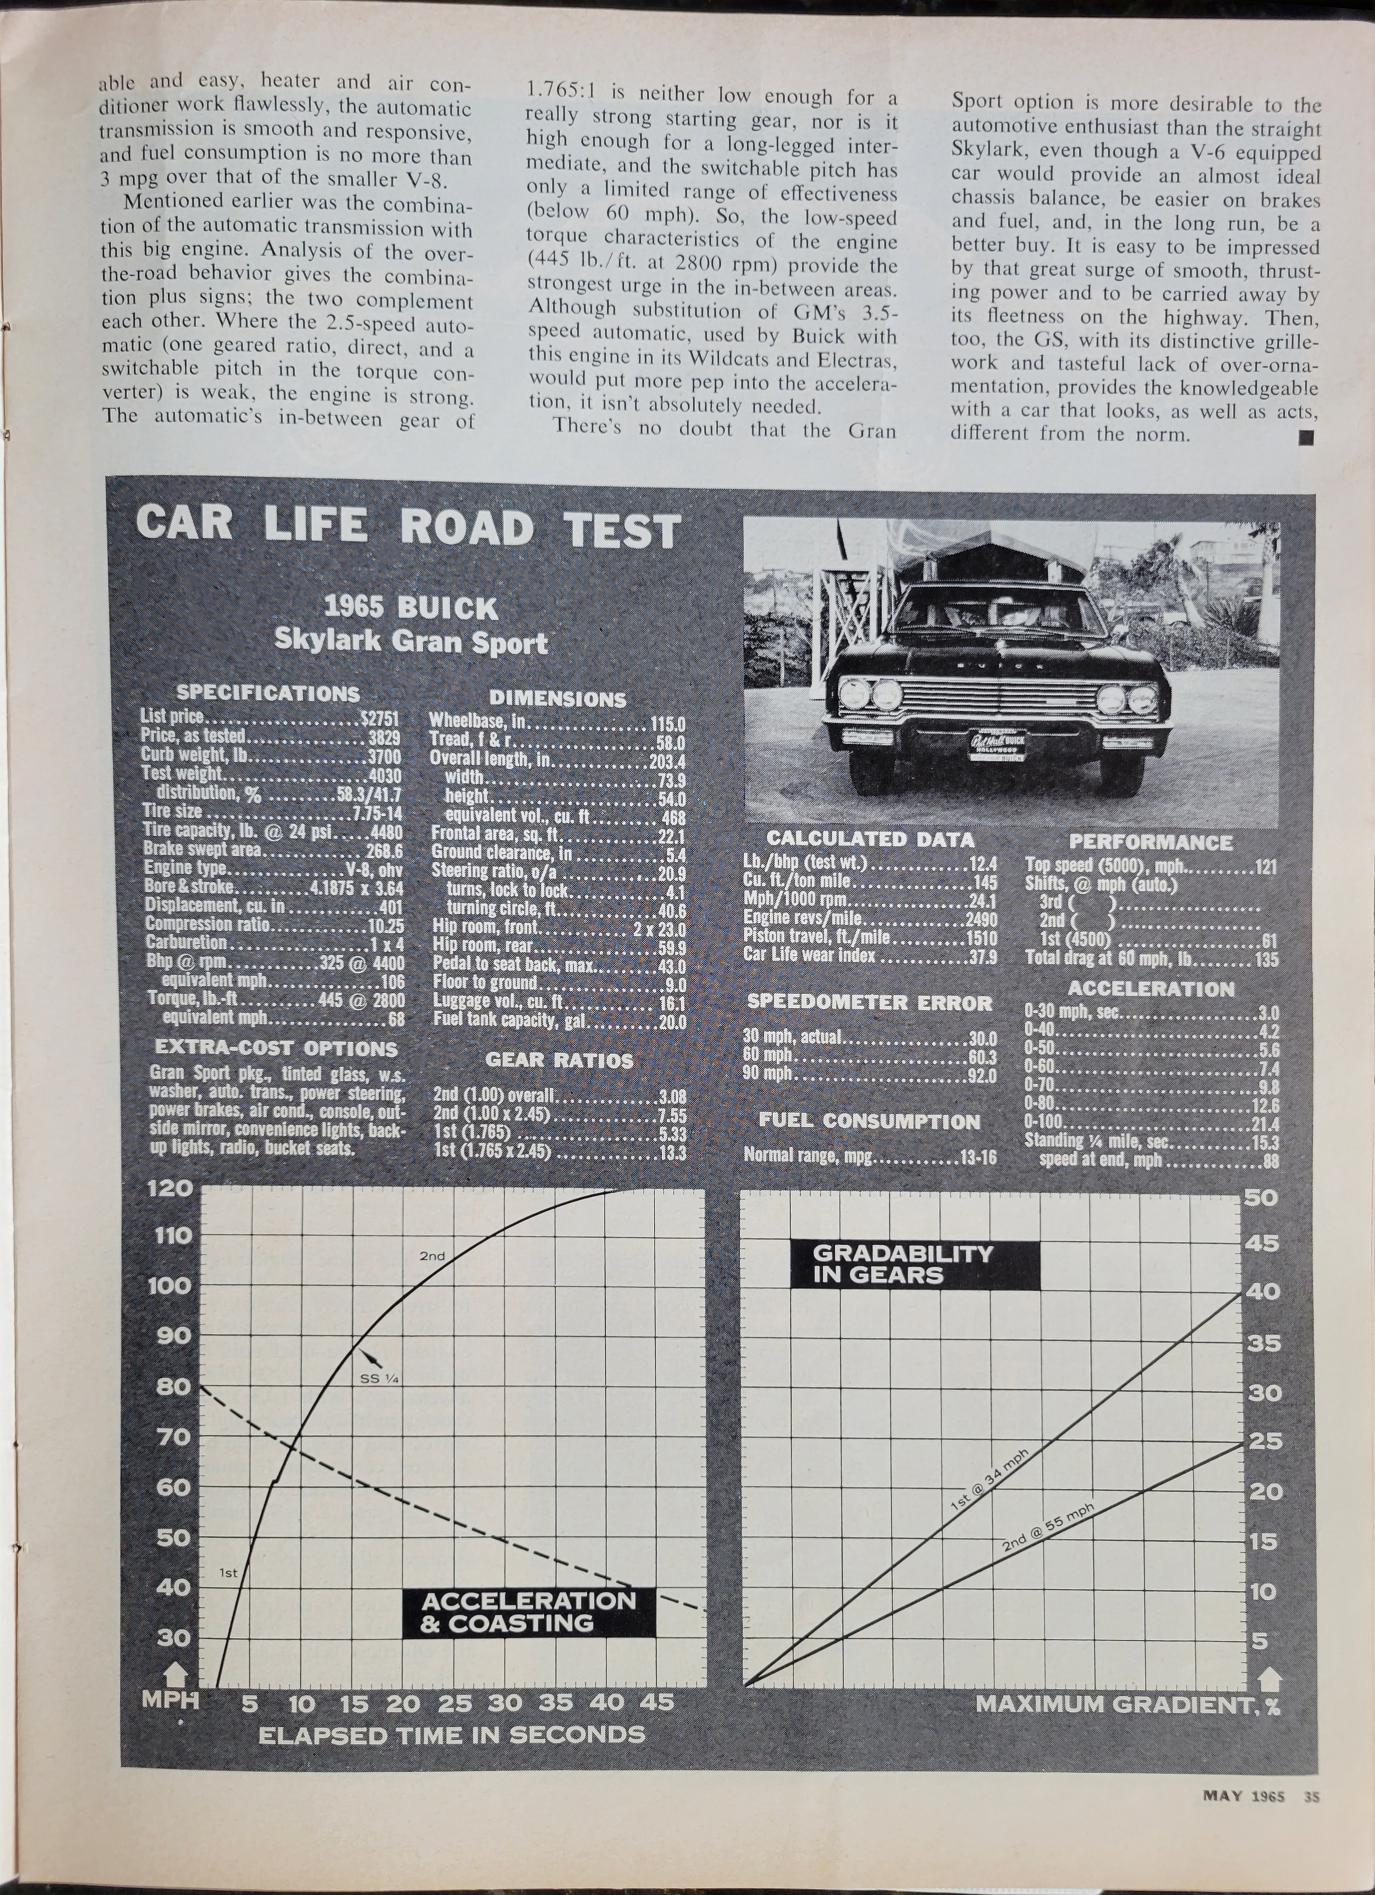 able and easy, heater and air con-
ditioner work flawlessly, the automatic
transmission is smooth and responsive,
and fuel consumption is no more than
3 mpg over that of the smaller V-8.
Mentioned earlier was the combina-
tion of the automatic transmission with
this big engine. Analysis of the over-
the-road behavior gives the combina-
tion plus signs; the two complement
each other. Where the 2.5-speed auto-
matic (one geared ratio, direct, and a
switchable pitch in the torque con-
verter) is weak, the engine is strong.
The automatic's in-between gear of
1.765:1 is neither low enough for a
really strong starting gear, nor is it
high enough for a long-legged inter-
mediate, and the switchable pitch has
only a limited range of effectiveness
(below 60 mph). So, the low-speed
torque characteristics of the engine
(445 lb./ft. at 2800 rpm) provide the
strongest urge in the in-between areas.
Although substitution of GM's 3.5-
speed automatic, used by Buick with
this engine in its Wildcats and Electras,
would put more pep into the accelera-
tion, it isn't absolutely needed.
There's no doubt that the Gran
Sport option is more desirable to the
automotive enthusiast than the straight
Skylark, even though a V-6 equipped
car would provide an almost ideal
chassis balance, be easier on brakes
and fuel, and, in the long run, be a
better buy. It is easy to be impressed
by that great surge of smooth, thrust-
ing power and to be carried away by
its fleetness on the highway. Then,
too, the GS, with its distinctive grille-
work and tasteful lack of over-orna-
mentation, provides the knowledgeable
with a car that looks, as well as acts,
different from the norm. ■
CAR LIFE ROAD TEST
1965 BUICK
Skylark Gran Sport
SPECIFICATIONS
List price....................$2751
Price, as tested...............3829
Curb weight, lb...............3700
Test weight...................4030
distribution, % .........58.3/41.7
Tire size ...................7.75-14
Tire capacity, lb. @ 24 psi.....4480
Brake swept area.............268.6
Engine type...............V-8, ohv
Bore & stroke..........4.1875 x 3.64
Displacement, cu. in ............401
Compression ratio.............10.25
Carburetion..................1 x 4
Bhp @ rpm............325 @ 4400
equivalent mph...............106
Torque, lb.-ft..........445 @ 2800
equivalent mph................68
EXTRA-COST OPTIONS
Gran Sport pkg., tinted glass, w.s.
washer, auto. trans., power steering,
power brakes, air cond., console, out-
side mirror, convenience lights, back-
up lights, radio, bucket seats.
DIMENSIONS
Wheelbase, in................115.0
Tread, f & r...................58.0
Overall length, in.............203.4
width.......................73.9
height......................54.0
equivalent vol., cu. ft.........468
Frontal area, sq. ft.............22.1
Ground clearance, in ...........5.4
Steering ratio, o/a .............20.9
turns, lock to lock............4.1
turning circle, ft.............40.6
Hip room, front............2 x 23.0
Hip room, rear................59.9
Pedal to seat back, max........43.0
Floor to ground................9.0
Luggage vol., cu. ft............16.1
Fuel tank capacity, gal.........20.0
GEAR RATIOS
2nd (1.00) overall..............3.08
2nd (1.00 x 2.45)..............7.55
1st (1.765) ...................5.33
1st (1.765 x 2.45) .............13.3
BUICK
Pat Hall BUICK
HOLLYWOOD
BUICK
CALCULATED DATA
Lb./bhp (test wt.).............12.4
Cu. ft./ton mile................145
Mph/1000 rpm.................24.1
Engine revs/mile..............2490
Piston travel, ft./mile..........1510
Car Life wear index ............37.9
SPEEDOMETER ERROR
30 mph, actual................30.0
60 mph......................60.3
90 mph......................92.0
FUEL CONSUMPTION
Normal range, mpg............13-16
PERFORMANCE
Top speed (5000), mph..........121
Shifts, @ mph (auto.)
3rd ( )....................
2nd ( )....................
1st (4500) ....................61
Total drag at 60 mph, lb........135
ACCELERATION
0-30 mph, sec..................3.0
0-40.........................4.2
0-50.........................5.6
0-60.........................7.4
0-70.........................9.8
0-80........................12.6
0-100.......................21.4
Standing ¼ mile, sec...........15.3
speed at end, mph.............88
120
110
100
90
80
70
60
50
40
30
MPH
2nd
SS ¼
1st
ACCELERATION
& COASTING
5 10 15 20 25 30 35 40 45
ELAPSED TIME IN SECONDS
GRADABILITY
IN GEARS
1st @ 34 mph
2nd @ 55 mph
50
45
40
35
30
25
20
15
10
5
MAXIMUM GRADIENT, %
MAY 1965 35